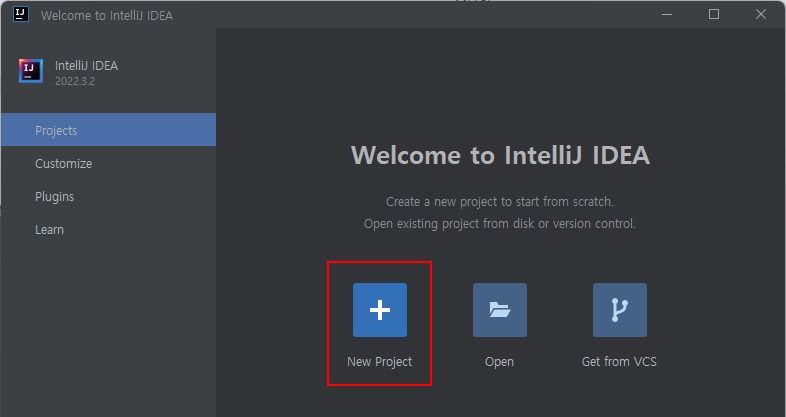 IJ Welcome to IntelliJ IDEA
IJ IntelliJ IDEA
2022.3.2
Projects
Customize
Plugins
Learn
Welcome to IntelliJ IDEA
Create a new project to start from scratch.
Open existing project from disk or version control.
New Project
Open
Get from VCS